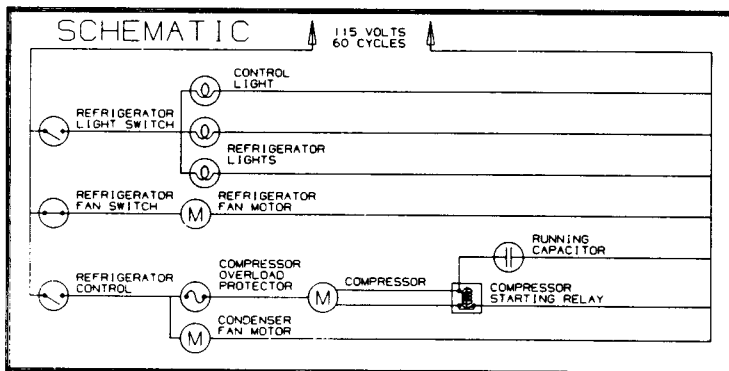 SCHEMATIC
115 VOLTS
60 CYCLES
CONTROL
LIGHT
REFRIGERATOR
LIGHT SWITCH
REFRIGERATOR
LIGHTS
REFRIGERATOR
FAN SWITCH
M
REFRIGERATOR
FAN MOTOR
RUNNING
CAPACITOR
REFRIGERATOR
CONTROL
COMPRESSOR
OVERLOAD
PROTECTOR
M
COMPRESSOR
COMPRESSOR
STARTING RELAY
M
CONDENSER
FAN MOTOR